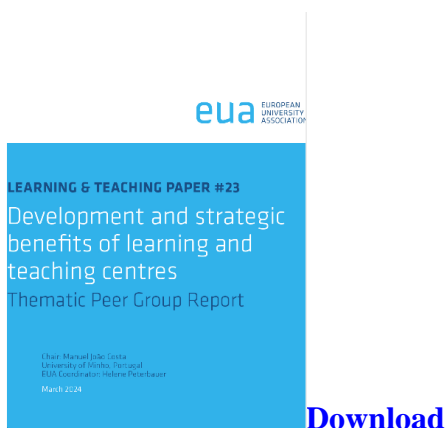 eua EUROPEAN
UNIVERSITY
ASSOCIATION
LEARNING & TEACHING PAPER #23
Development and strategic
benefits of learning and
teaching centres
Thematic Peer Group Report
Chair: Manuel João Costa
University of Minho, Portugal
EUA Coordinator: Helene Peterbauer
March 2024
Download